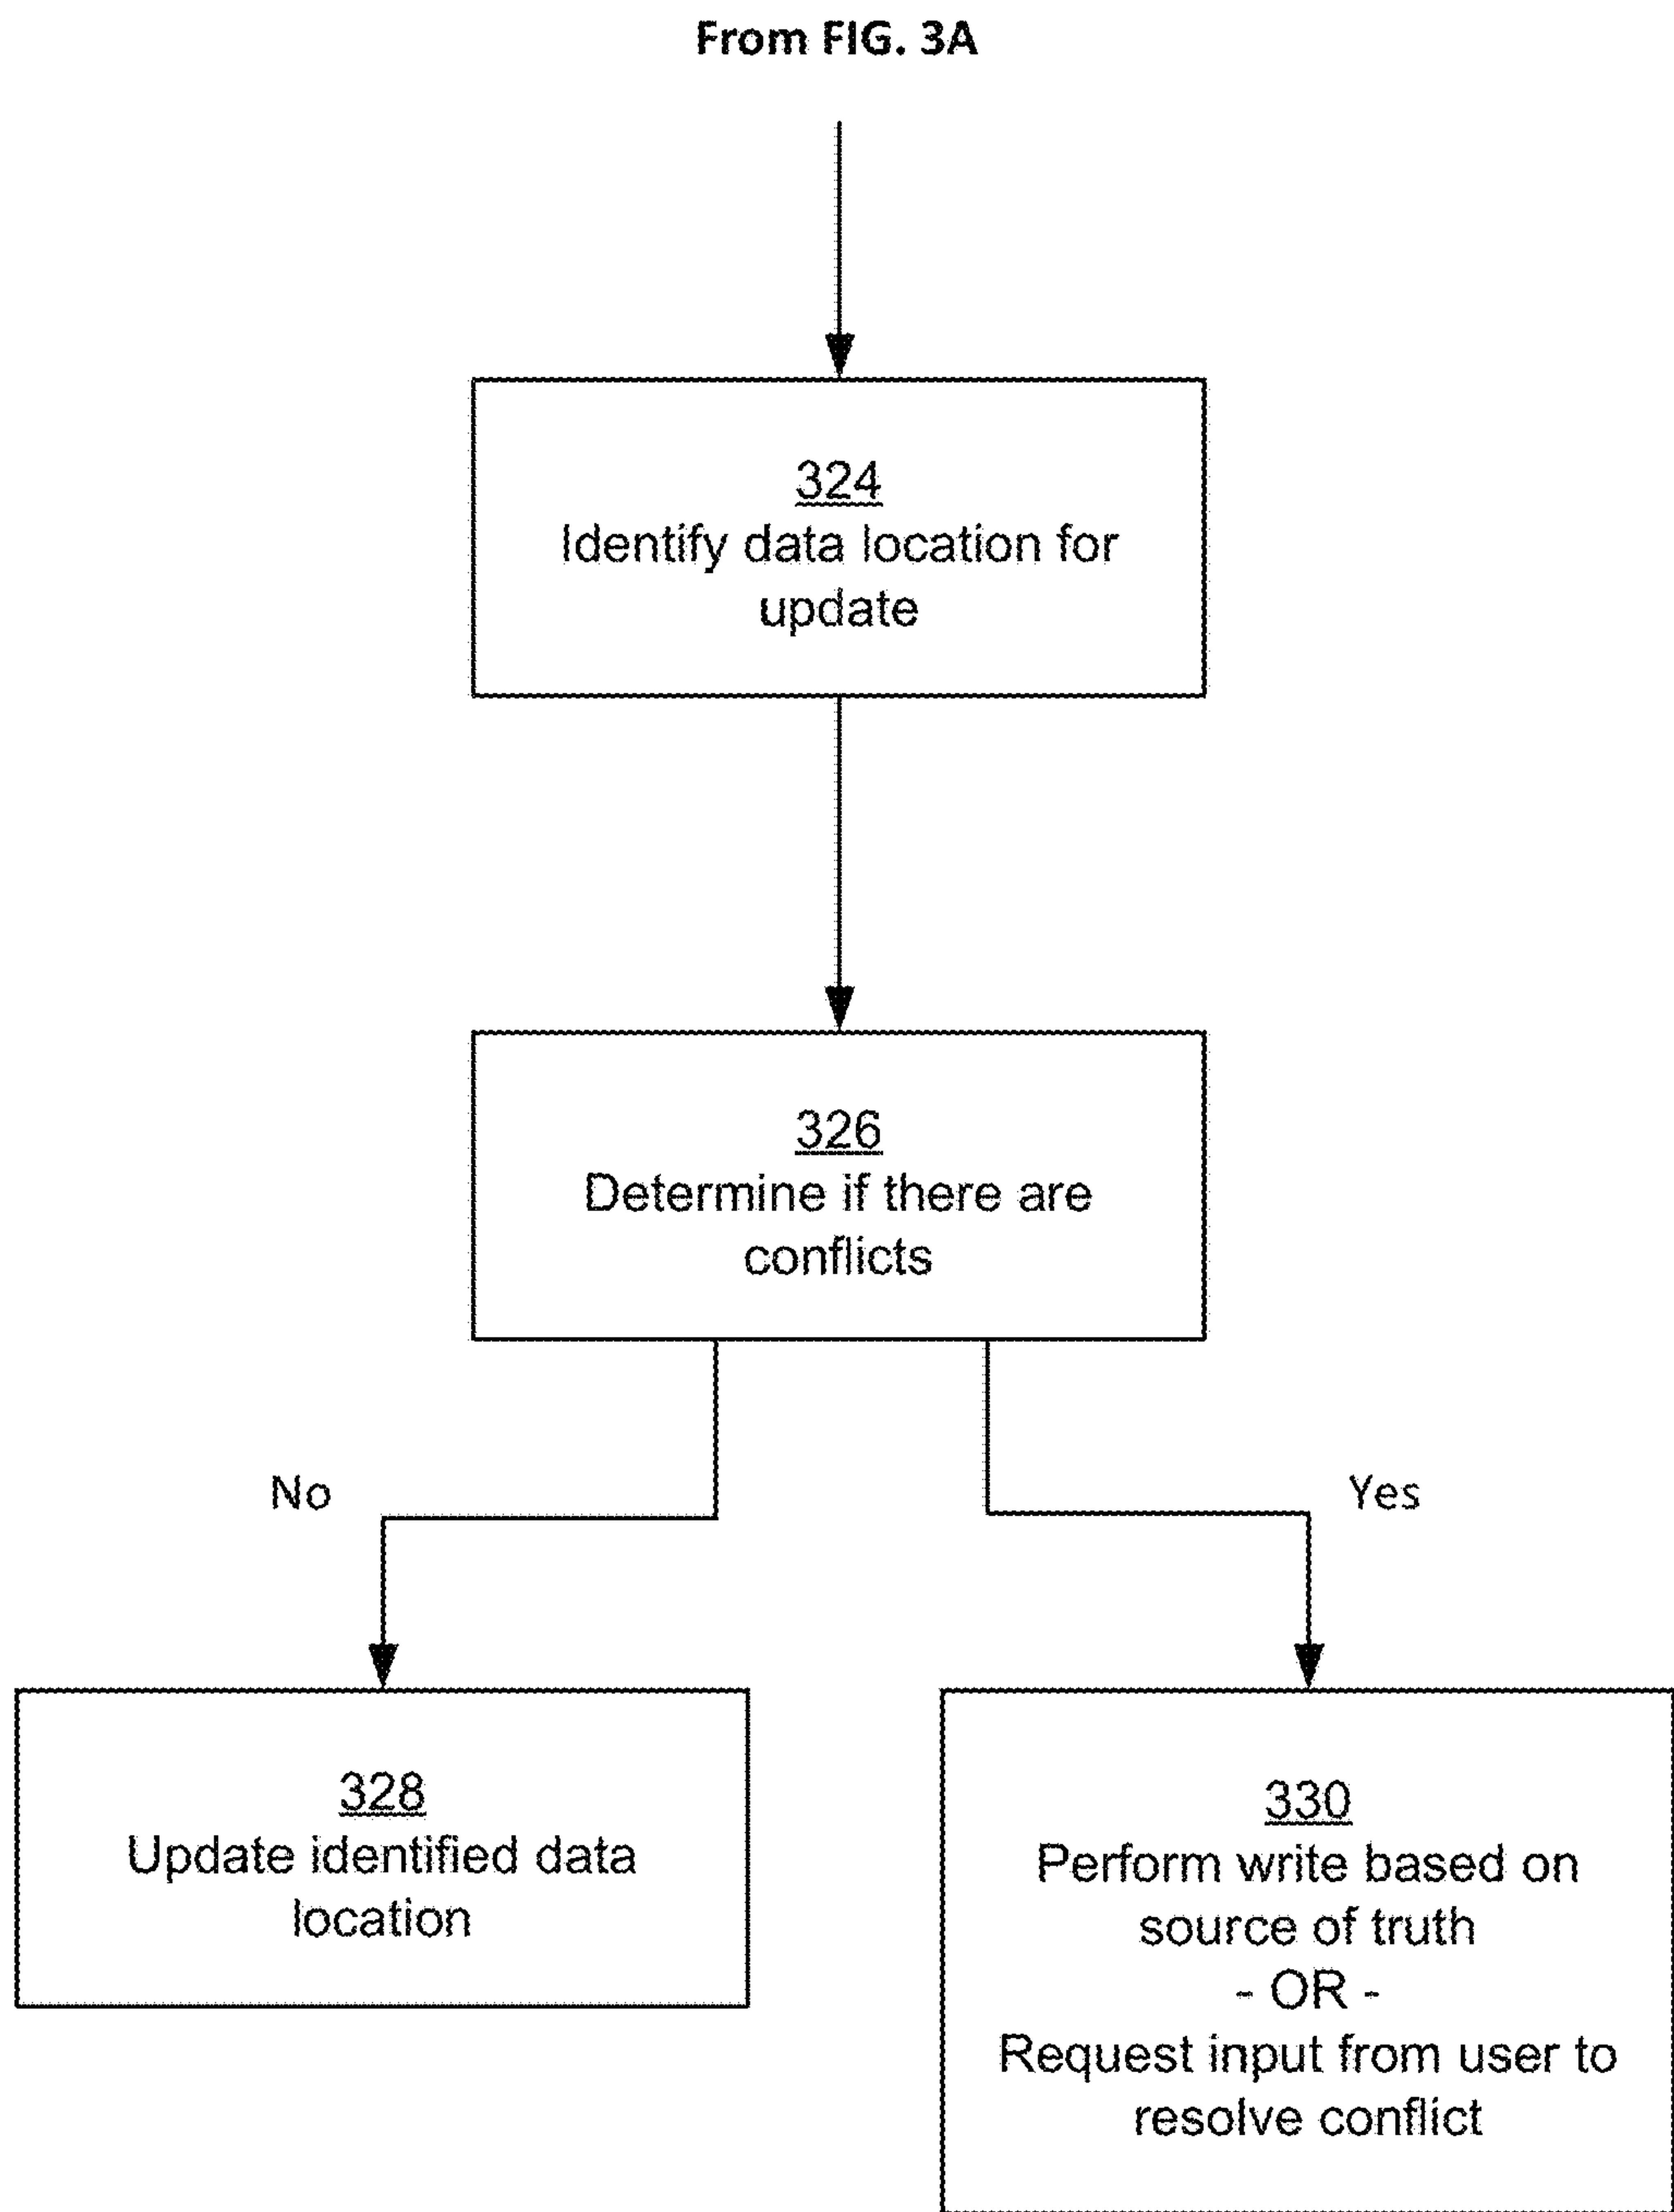 From FIG. 3A
324
Identify data location for
update
326
Determine if there are
conflicts
No
Yes
328
Update identified data
location
330
Perform write based on
source of truth
- OR -
Request input from user to
resolve conflict